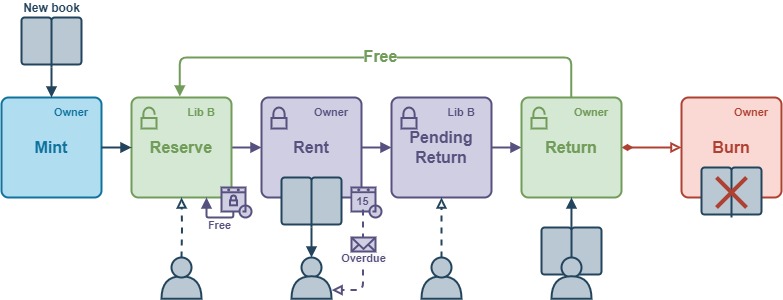 New book
Free
Owner
Mint
Lib B
Reserve
Free
Owner
Rent
15
Overdue
Lib B
Pending
Return
Owner
Return
Owner
Burn